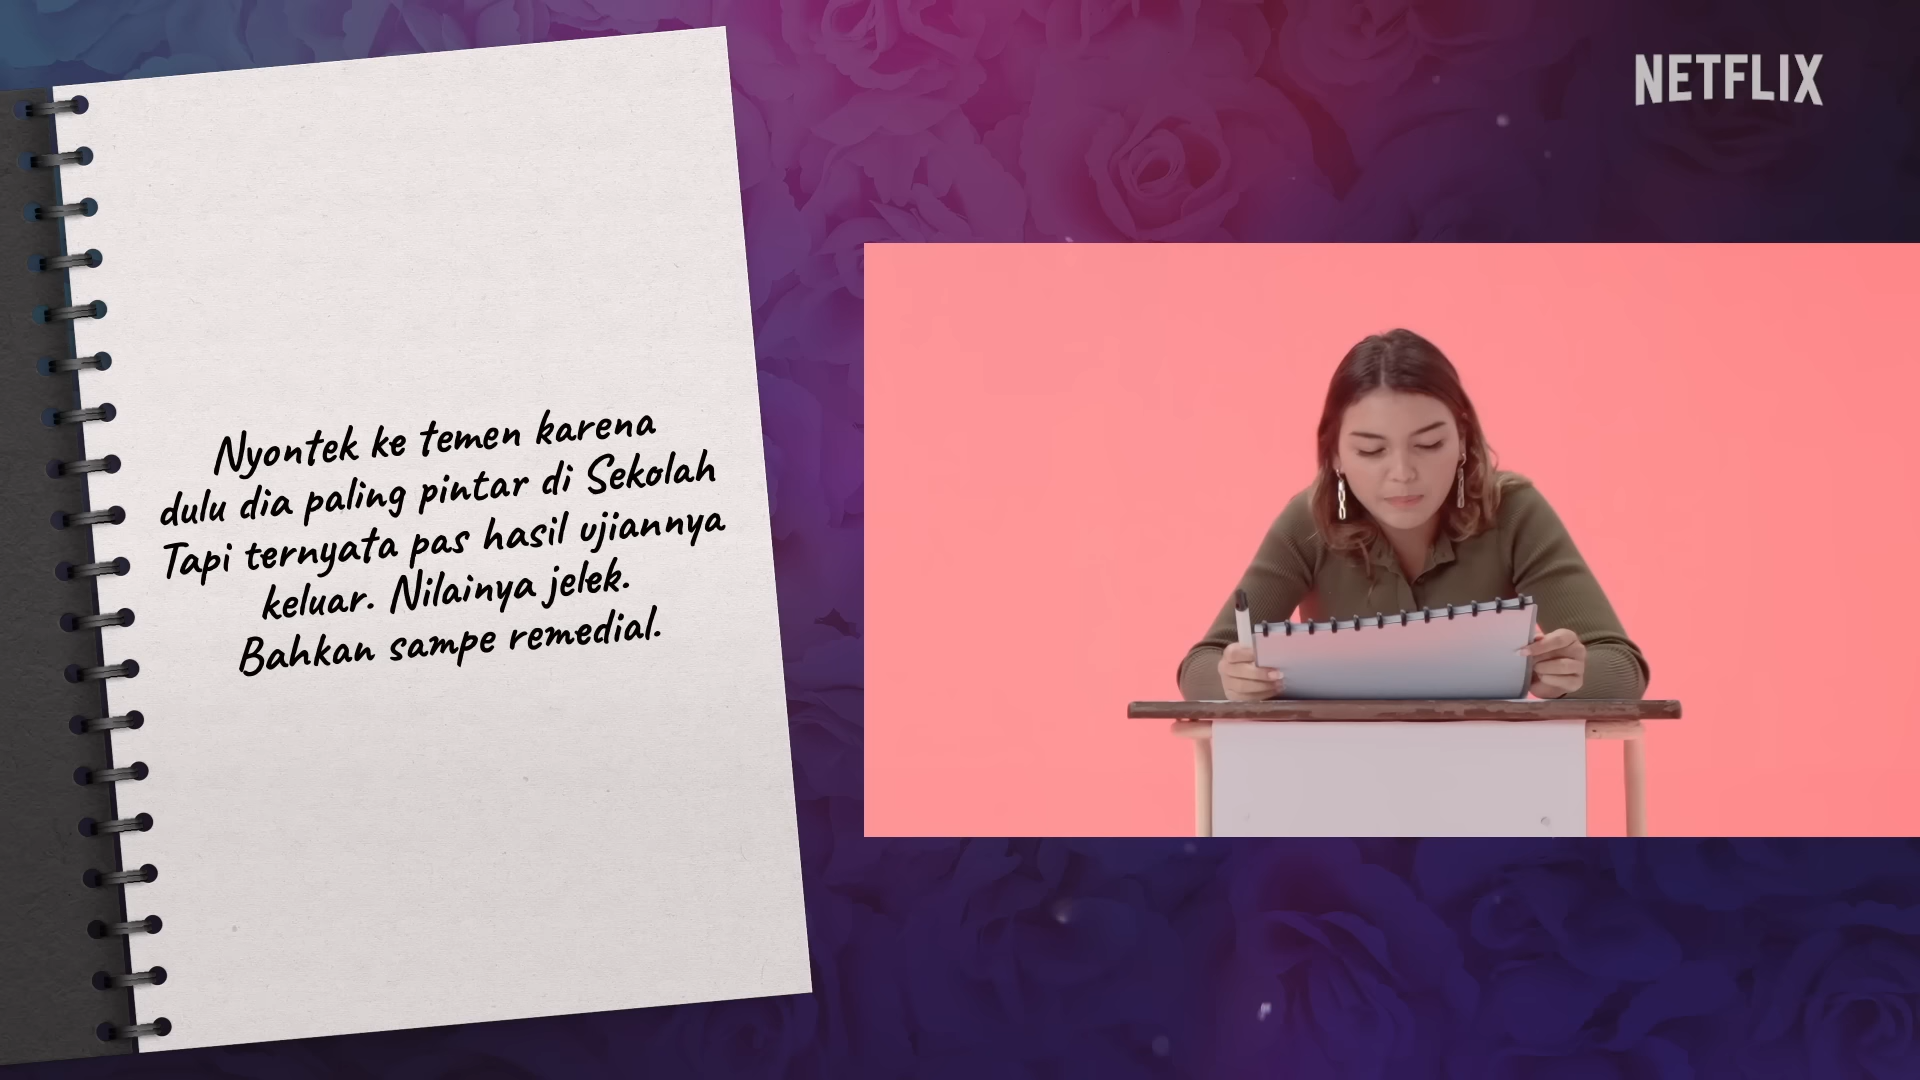 NETFLIX
Nyontek ke temen karena
dulu dia paling pintar di Sekolah
Tapi ternyata pas hasil ujiannya
keluar. Nilainya jelek.
Bahkan sampe remedial.